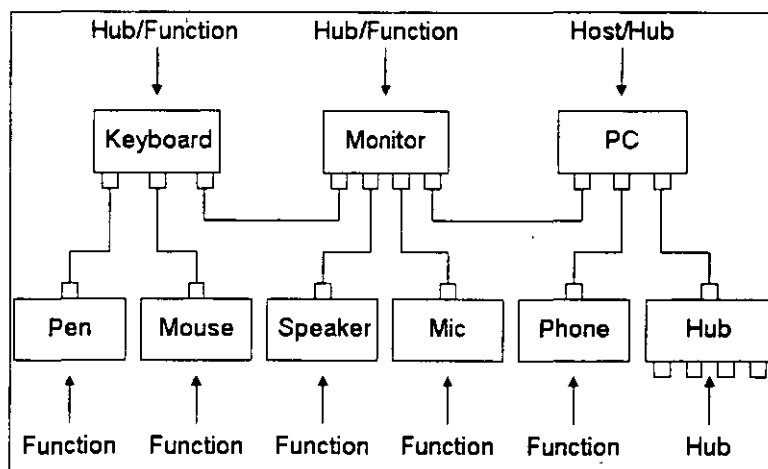 Hub/Function Hub/Function Host/Hub
Keyboard Monitor PC
Pen Mouse Speaker Mic Phone Hub
Function Function Function Function Function Hub